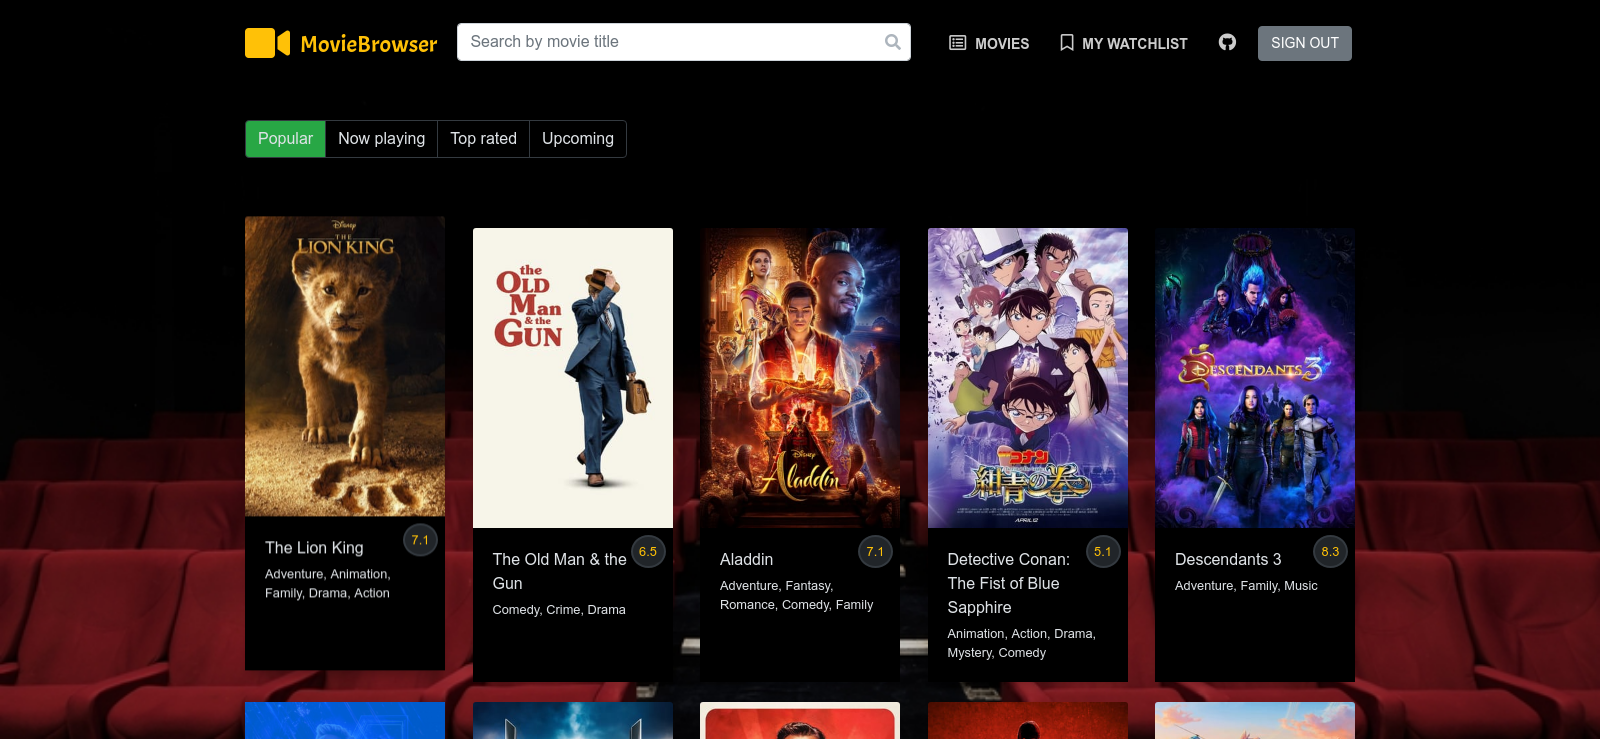 MovieBrowser
Search by movie title
MOVIES
MY WATCHLIST
SIGN OUT
Popular
Now playing
Top rated
Upcoming
Disney
THE
LION KING
the
OLD
MAN
& the
GUN
Disney
Aladdin
コナン
紺青の拳
APRIL 12
DESCENDANTS 3
7.1
The Lion King
Adventure, Animation,
Family, Drama, Action
6.5
The Old Man & the
Gun
Comedy, Crime, Drama
7.1
Aladdin
Adventure, Fantasy,
Romance, Comedy, Family
5.1
Detective Conan:
The Fist of Blue
Sapphire
Animation, Action, Drama,
Mystery, Comedy
8.3
Descendants 3
Adventure, Family, Music